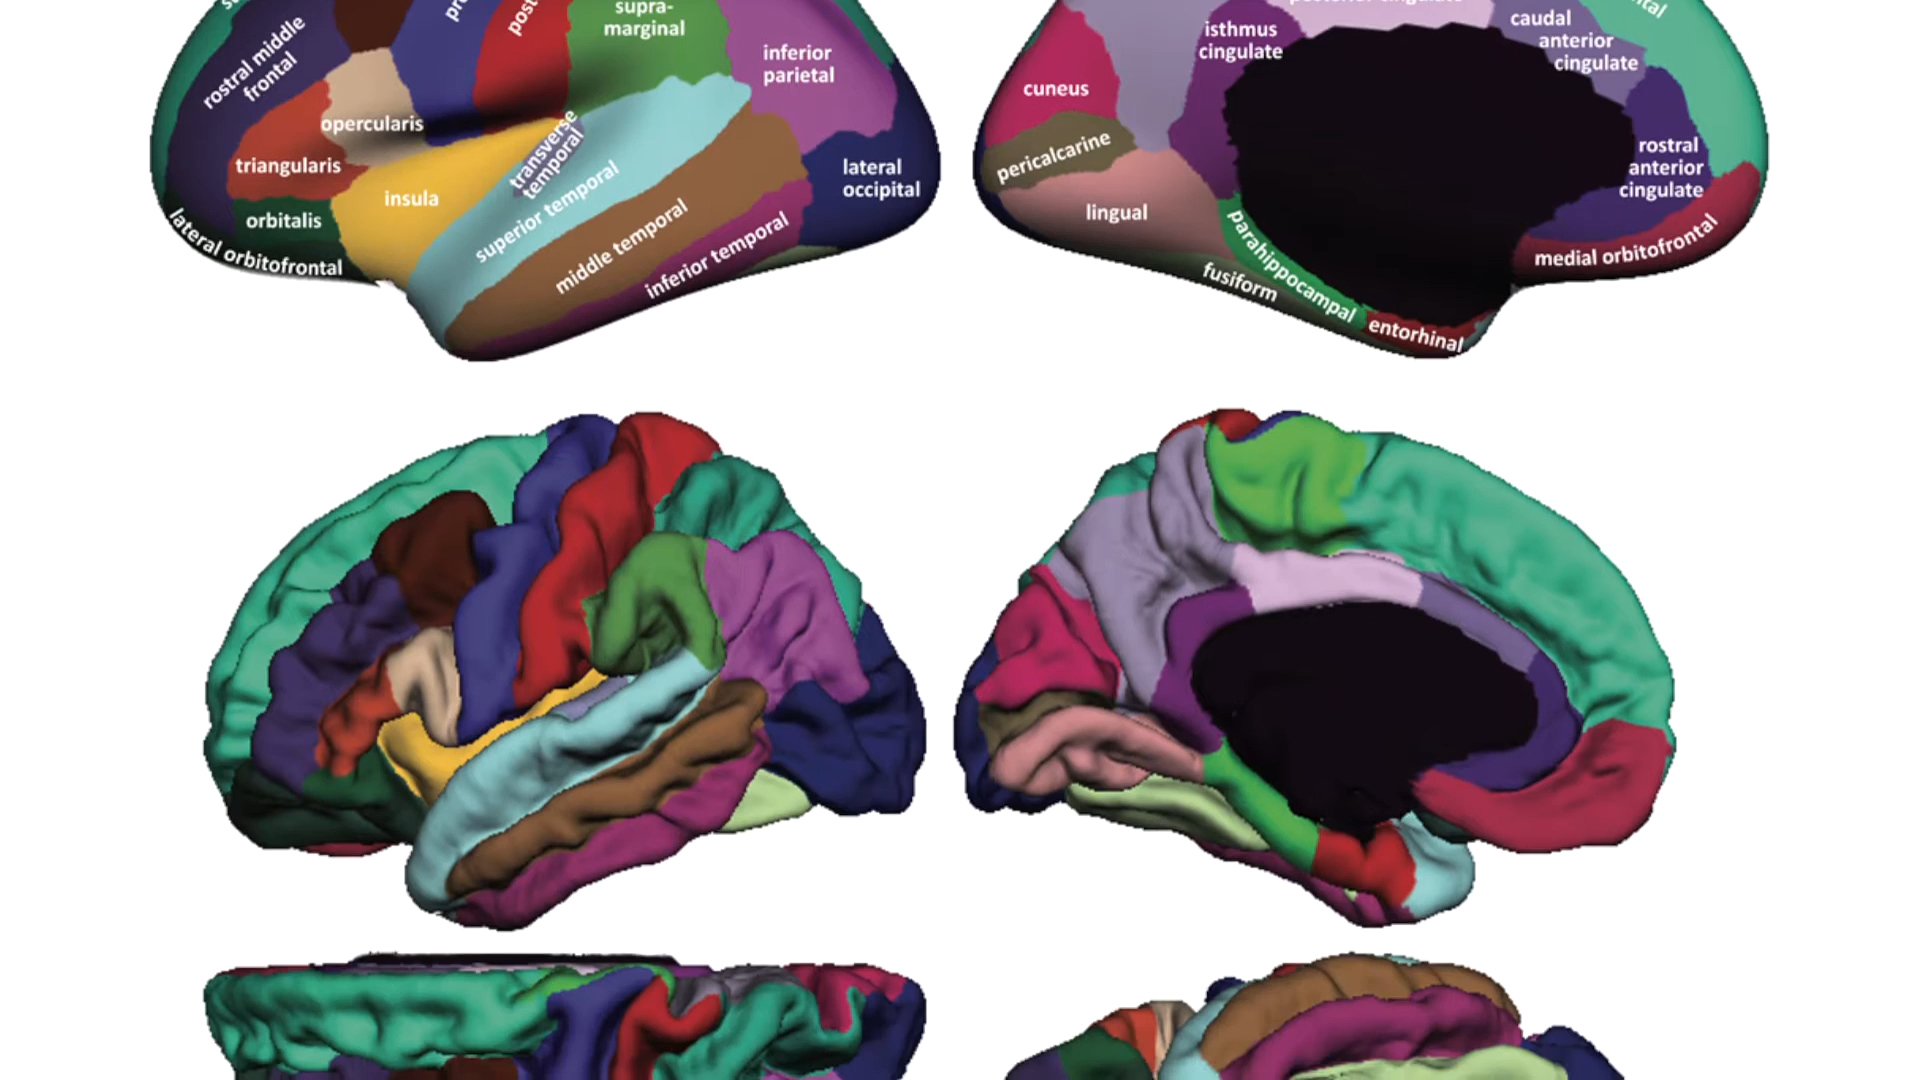 supra-
marginal
rostral middle
frontal
inferior
parietal
opercularis
transverse
temporal
triangularis
lateral
occipital
insula
superior temporal
orbitalis
middle temporal
lateral orbitofrontal
inferior temporal
isthmus
cingulate
caudal
anterior
cingulate
cuneus
pericalcarine
rostral
anterior
cingulate
lingual
parahippocampal
medial orbitofrontal
fusiform
entorhinal